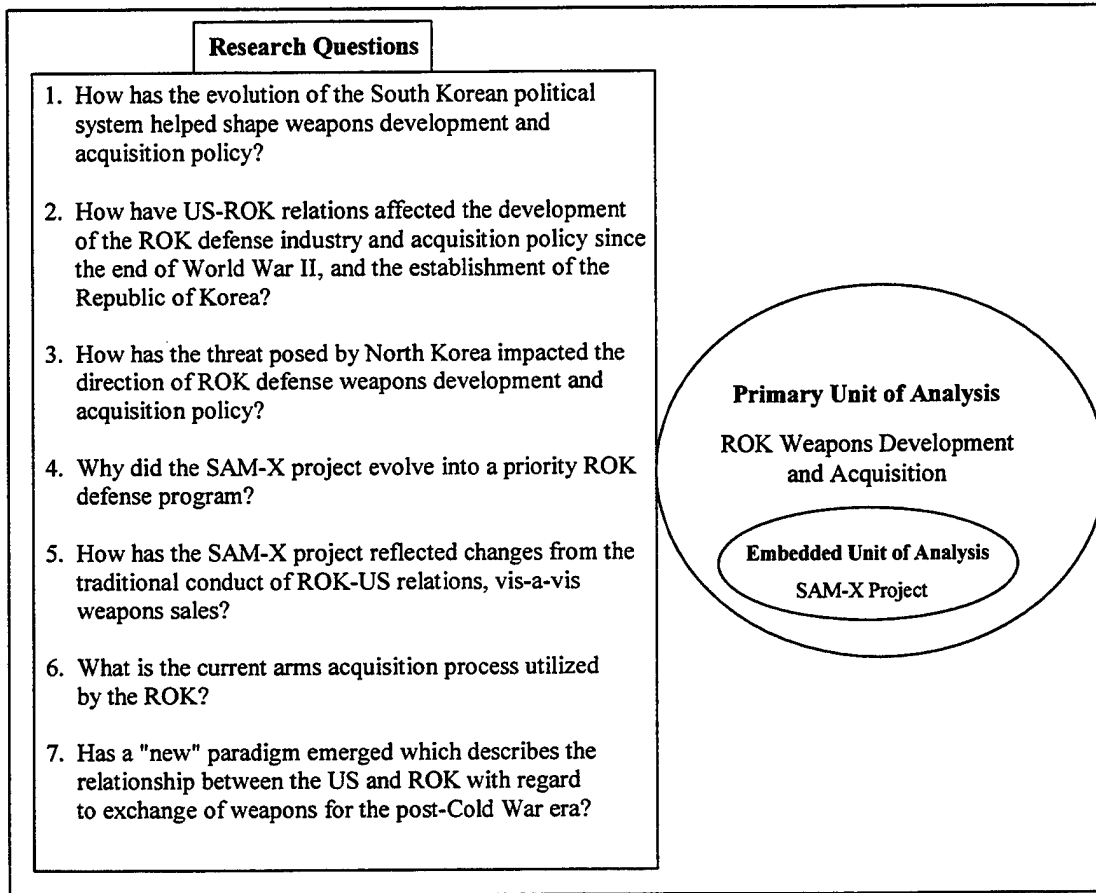 Research Questions
1. How has the evolution of the South Korean political
system helped shape weapons development and
acquisition policy?
2. How have US-ROK relations affected the development
of the ROK defense industry and acquisition policy since
the end of World War II, and the establishment of the
Republic of Korea?
3. How has the threat posed by North Korea impacted the
direction of ROK defense weapons development and
acquisition policy?
4. Why did the SAM-X project evolve into a priority ROK
defense program?
5. How has the SAM-X project reflected changes from the
traditional conduct of ROK-US relations, vis-a-vis
weapons sales?
6. What is the current arms acquisition process utilized
by the ROK?
7. Has a "new" paradigm emerged which describes the
relationship between the US and ROK with regard
to exchange of weapons for the post-Cold War era?
Primary Unit of Analysis
ROK Weapons Development
and Acquisition
Embedded Unit of Analysis
SAM-X Project